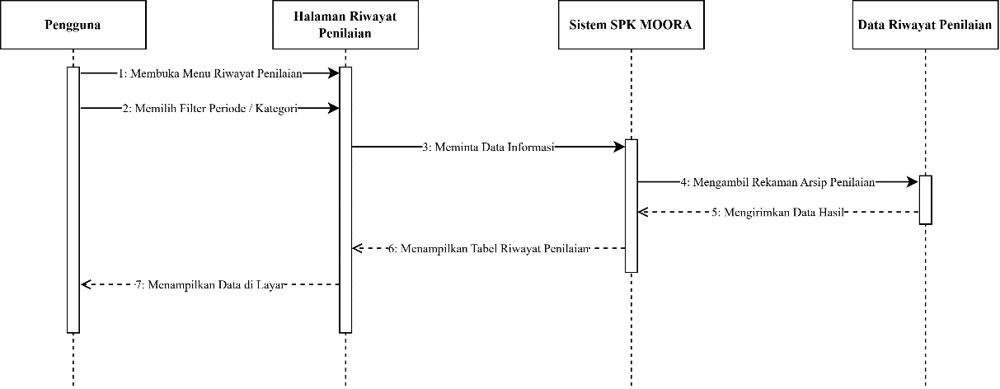 Pengguna
Halaman Riwayat
Penilaian
Sistem SPK MOORA
Data Riwayat Penilaian
1: Membuka Menu Riwayat Penilaian
2: Memilih Filter Periode / Kategori
3: Meminta Data Informasi
4: Mengambil Rekaman Arsip Penilaian
5: Mengirimkan Data Hasil
6: Menampilkan Tabel Riwayat Penilaian
7: Menampilkan Data di Layar